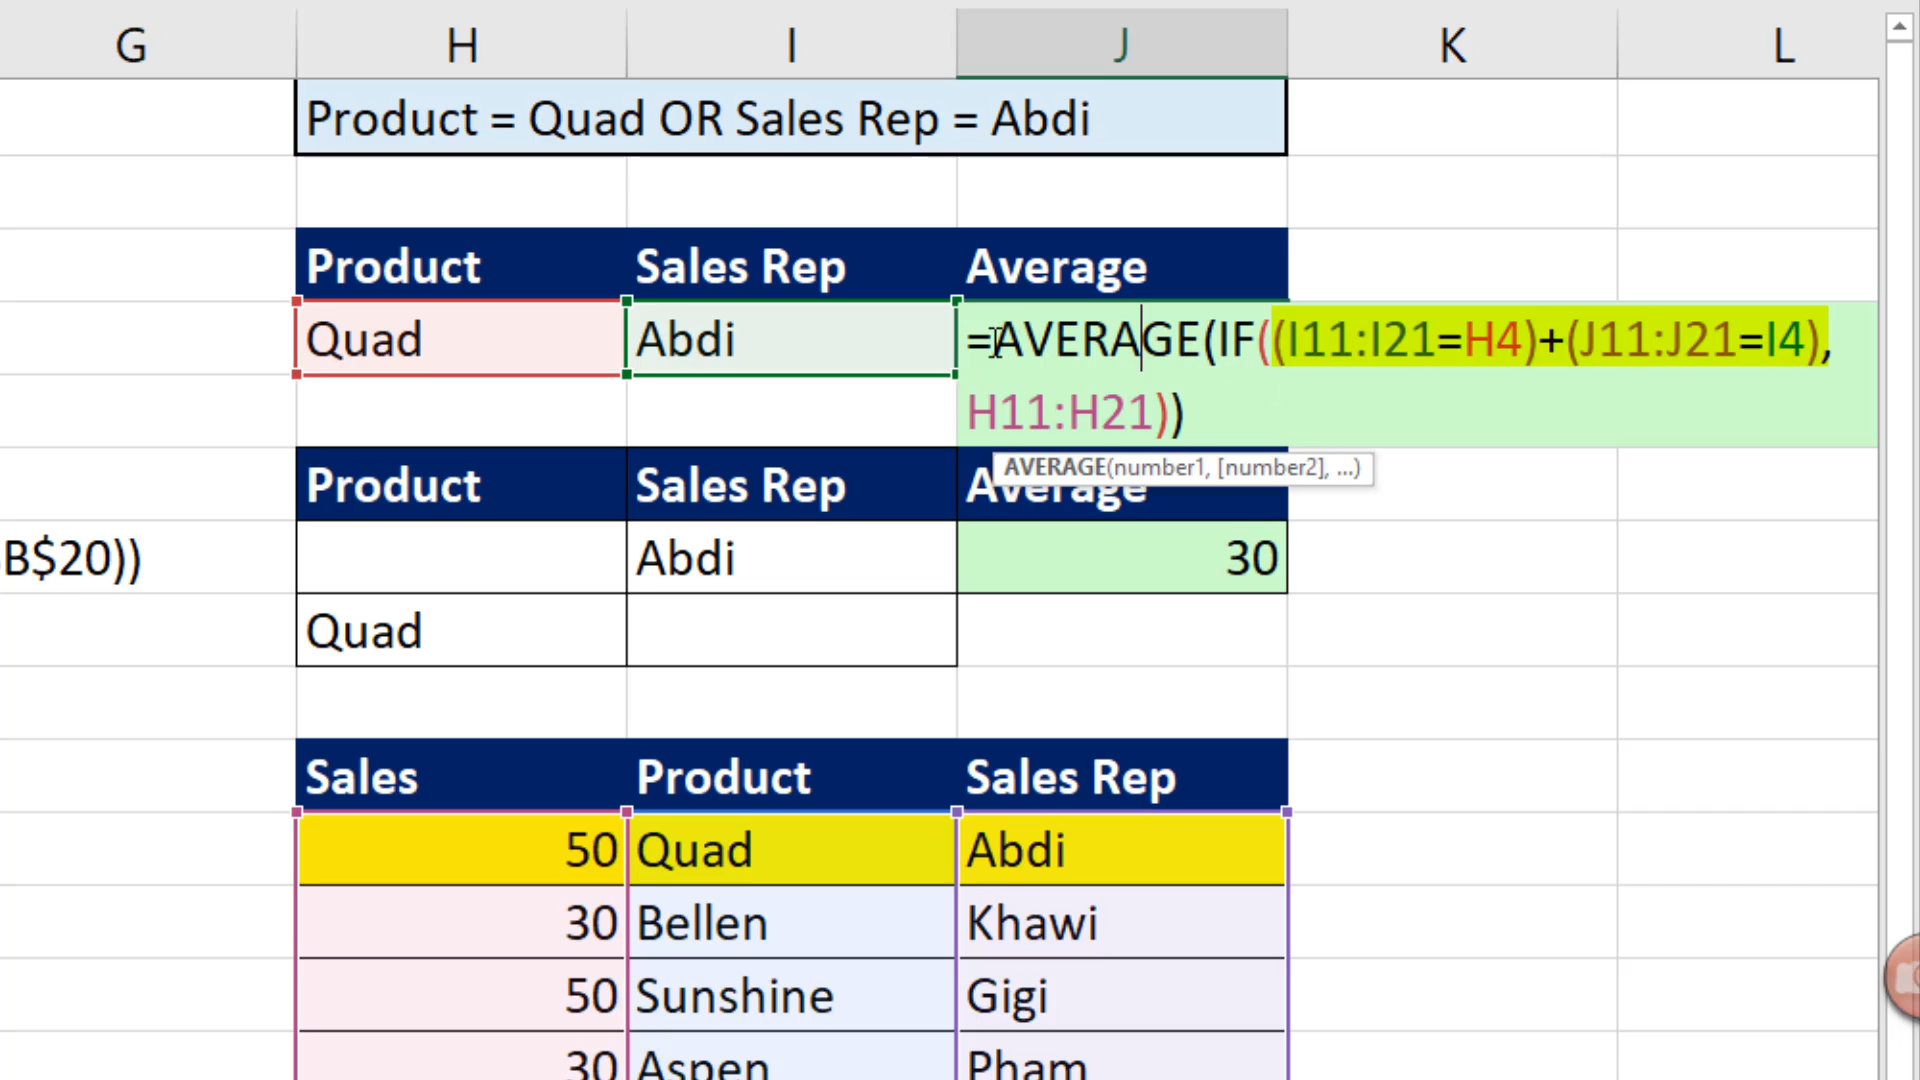 G H I J K L
Product = Quad OR Sales Rep = Abdi
Product Sales Rep Average
Quad Abdi =AVERAGE(IF((I11:I21=H4)+(J11:J21=I4),
H11:H21))
AVERAGE(number1, [number2], ...)
Product Sales Rep Average
B$20)) Abdi 30
Quad
Sales Product Sales Rep
50 Quad Abdi
30 Bellen Khawi
50 Sunshine Gigi
30 Aspen Pham